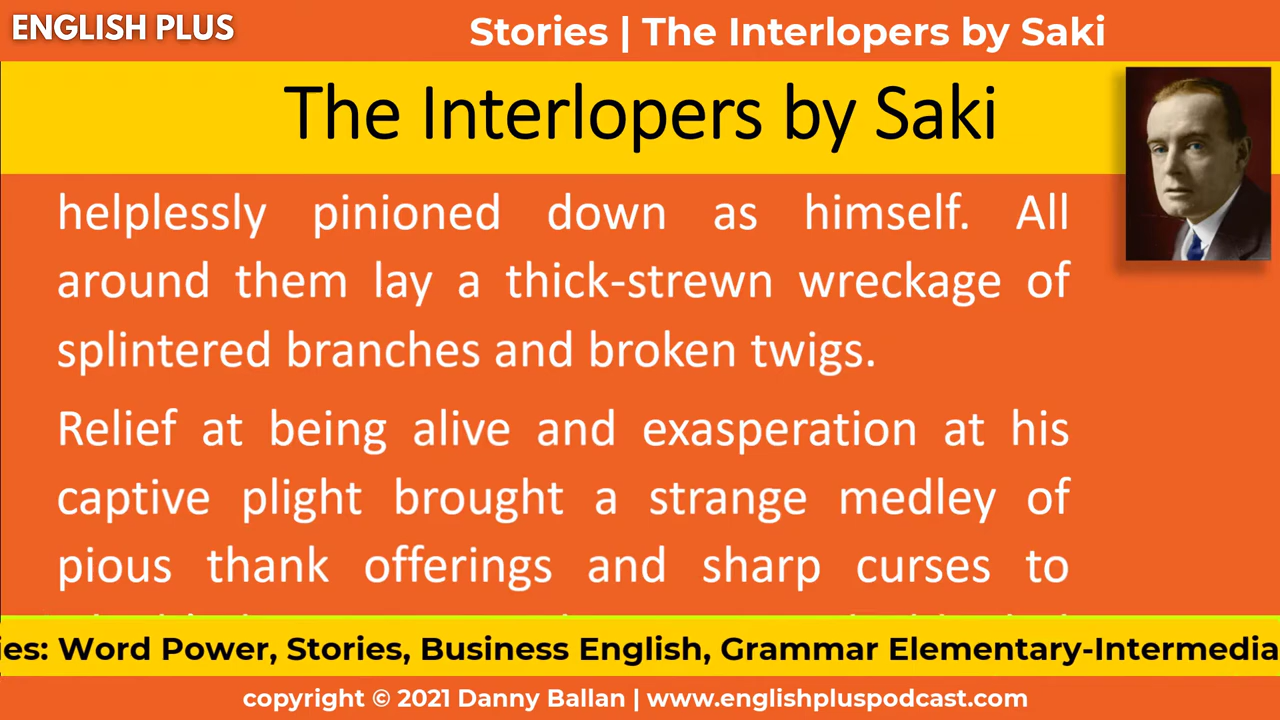 ENGLISH PLUS
Stories | The Interlopers by Saki
The Interlopers by Saki
helplessly pinioned down as himself. All
around them lay a thick-strewn wreckage of
splintered branches and broken twigs.
Relief at being alive and exasperation at his
captive plight brought a strange medley of
pious thank offerings and sharp curses to
Word Power, Stories, Business English, Grammar Elementary-Intermedia
copyright © 2021 Danny Ballan | www.englishpluspodcast.com